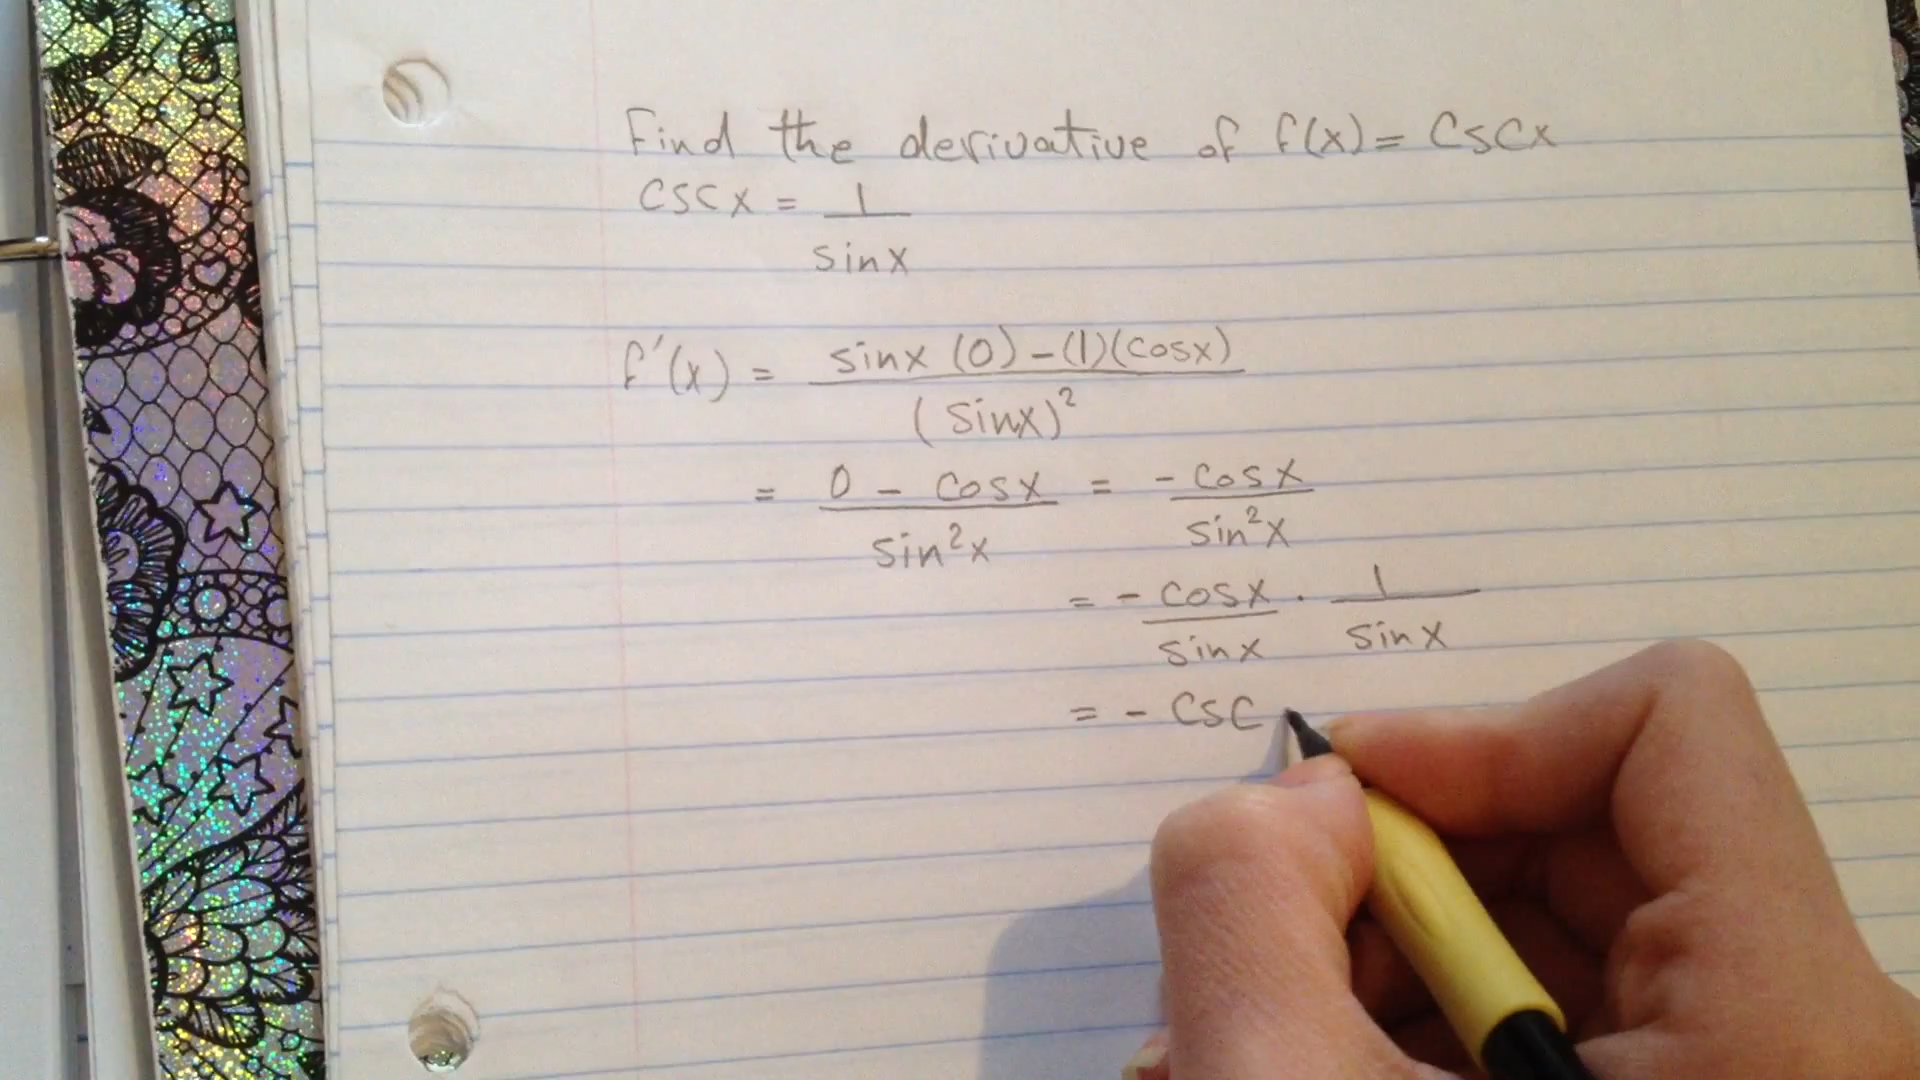 Find the derivative of f(x) = cscx
cscx = 1/sinx
f'(x) = sinx (0) - (1)(cosx) / (sinx)²
= 0 - cosx / sin²x = - cosx / sin²x
= - cosx/sinx · 1/sinx
= - csc